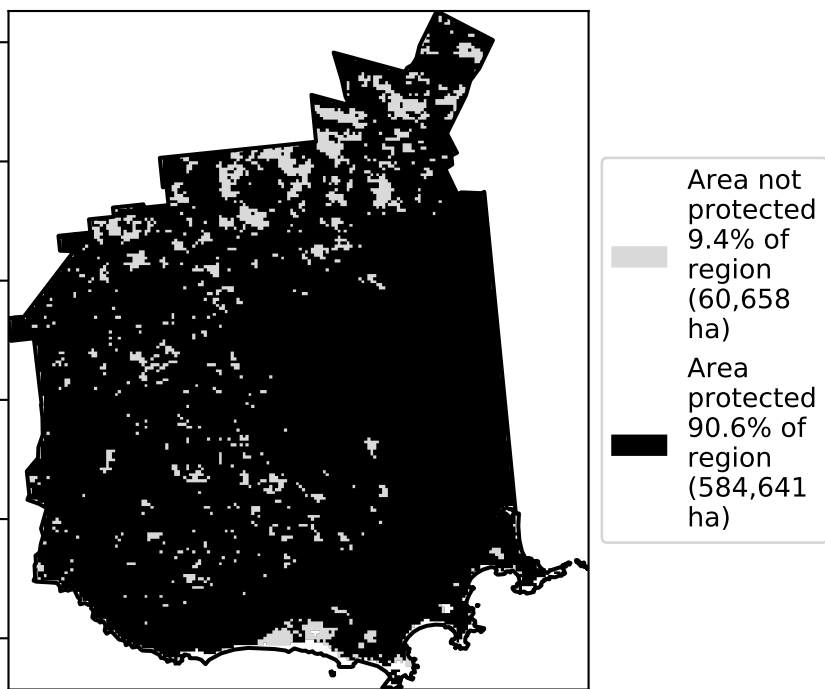 Area not
protected
9.4% of
region
(60,658
ha)
Area
protected
90.6% of
region
(584,641
ha)